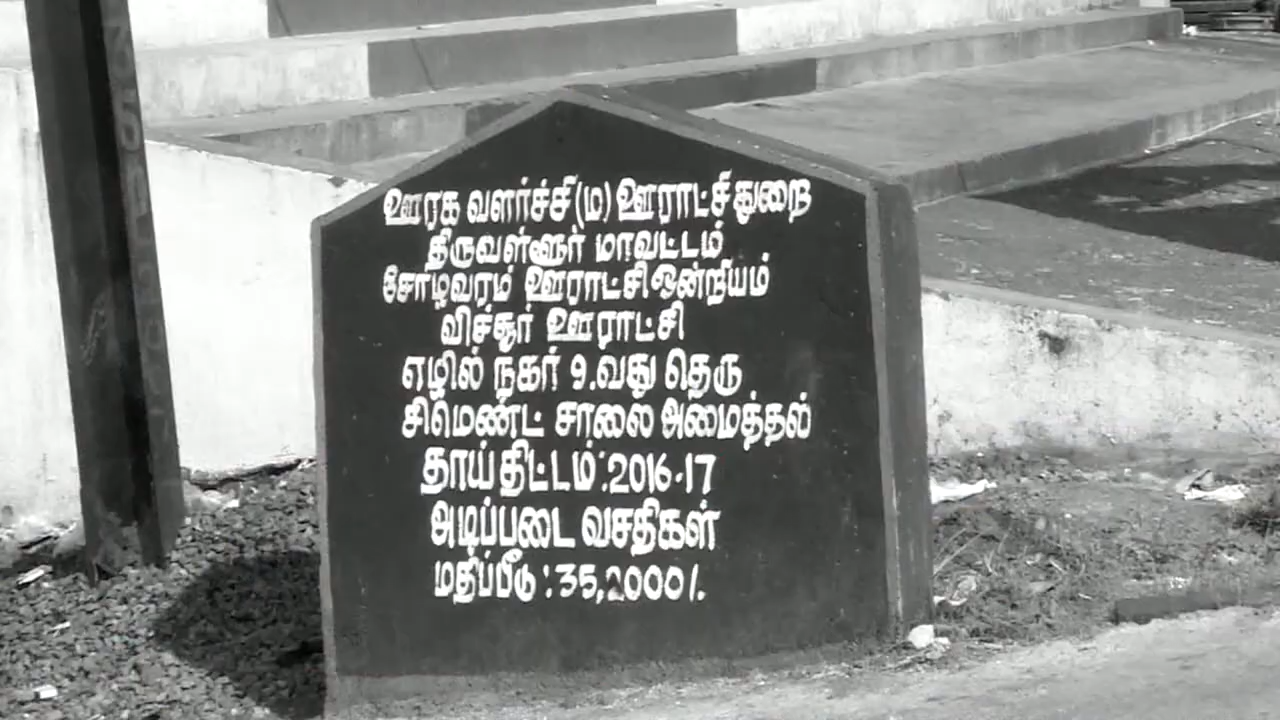 ஊரக வளர்ச்சி(ம) ஊராட்சி துறை
திருவள்ளூர் மாவட்டம்
சோழவரம் ஊராட்சி ஒன்றியம்
விச்சூர் ஊராட்சி
எழில் நகர் 9.வது தெரு
சிமெண்ட் சாலை அமைத்தல்
தாய் திட்டம் :2016-17
அடிப்படை வசதிகள்
மதிப்பீடு :35,2000/.